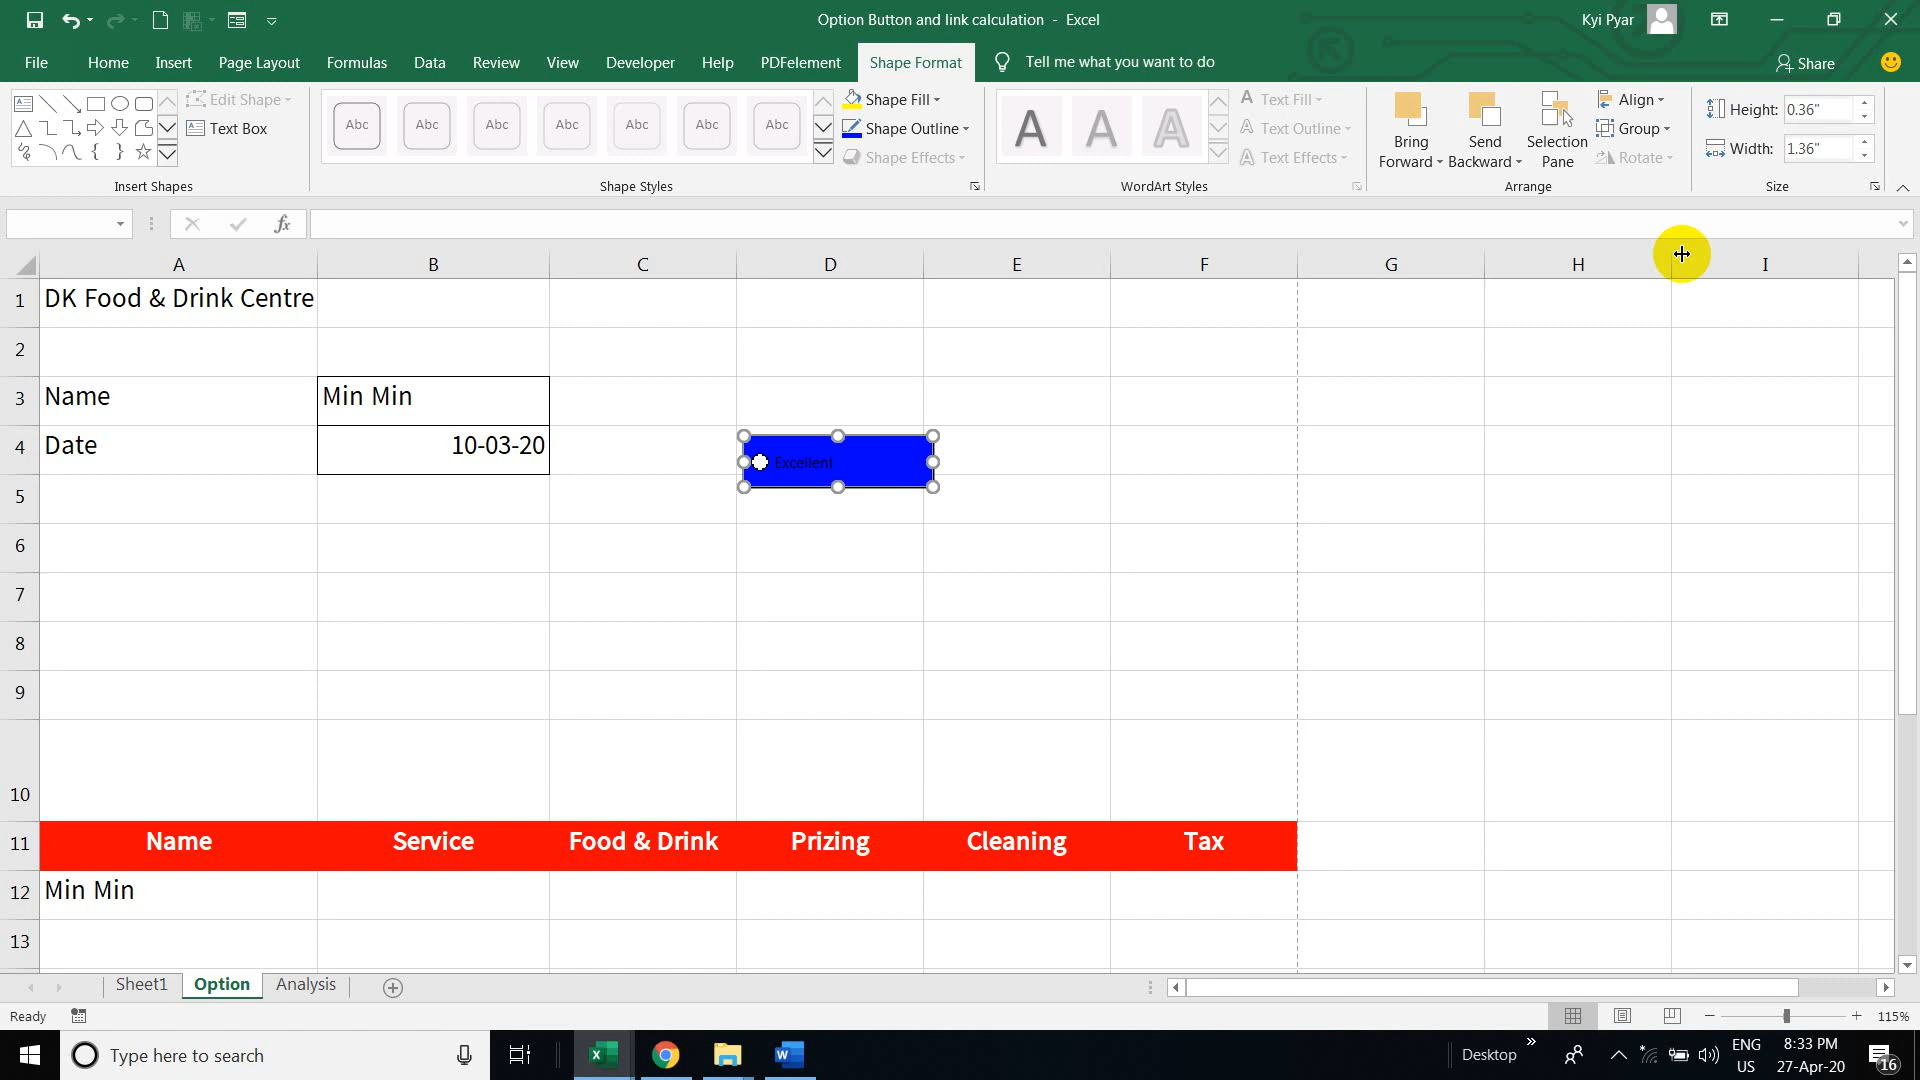 Option Button and link calculation - Excel
Kyi Pyar
File Home Insert Page Layout Formulas Data Review View Developer Help PDFelement Shape Format Tell me what you want to do Share
Edit Shape
Text Box
Insert Shapes
Abc Abc Abc Abc Abc Abc Abc
Shape Fill
Shape Outline
Shape Effects
Shape Styles
A A A
Text Fill
Text Outline
Text Effects
WordArt Styles
Bring Forward
Send Backward
Selection Pane
Align
Group
Rotate
Arrange
Height: 0.36"
Width: 1.36"
Size
fx
A B C D E F G H I
1 DK Food & Drink Centre
2
3 Name Min Min
4 Date 10-03-20
Excellent
5
6
7
8
9
10
11 Name Service Food & Drink Prizing Cleaning Tax
12 Min Min
13
Sheet1 Option Analysis
Ready
115%
Type here to search
Desktop
ENG
US
8:33 PM
27-Apr-20
16